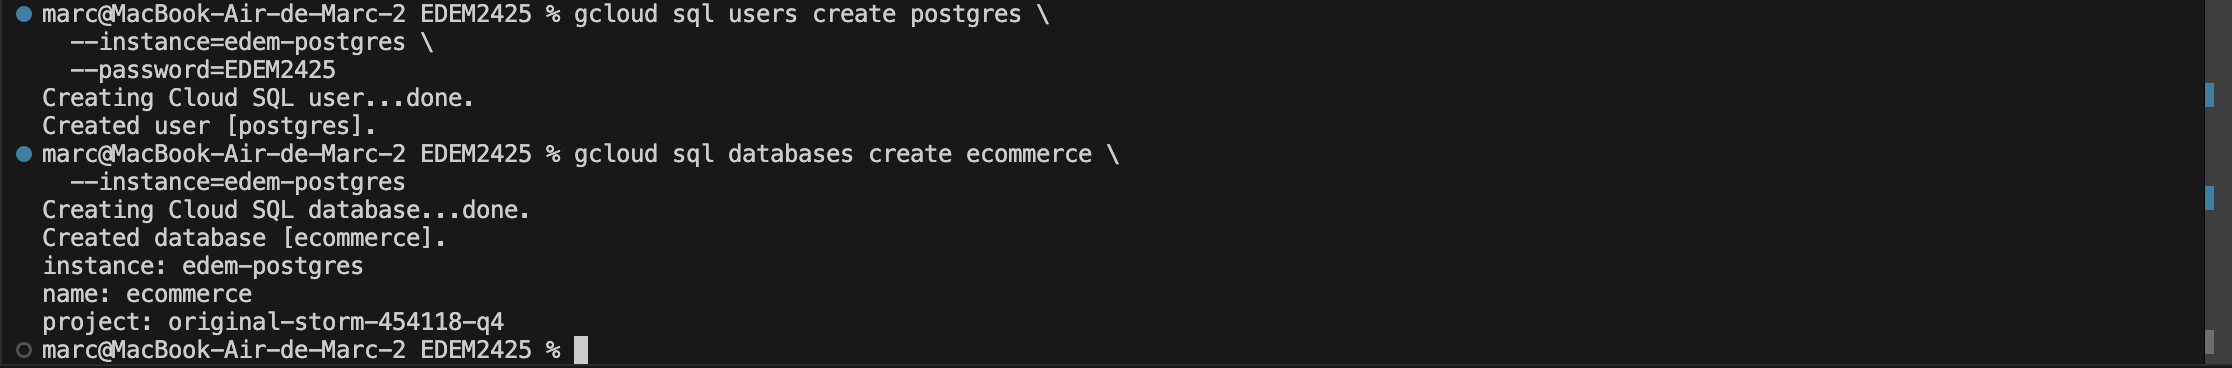 marc@MacBook-Air-de-Marc-2 EDEM2425 % gcloud sql users create postgres \
  --instance=edem-postgres \
  --password=EDEM2425
Creating Cloud SQL user...done.
Created user [postgres].
marc@MacBook-Air-de-Marc-2 EDEM2425 % gcloud sql databases create ecommerce \
  --instance=edem-postgres
Creating Cloud SQL database...done.
Created database [ecommerce].
instance: edem-postgres
name: ecommerce
project: original-storm-454118-q4
marc@MacBook-Air-de-Marc-2 EDEM2425 %